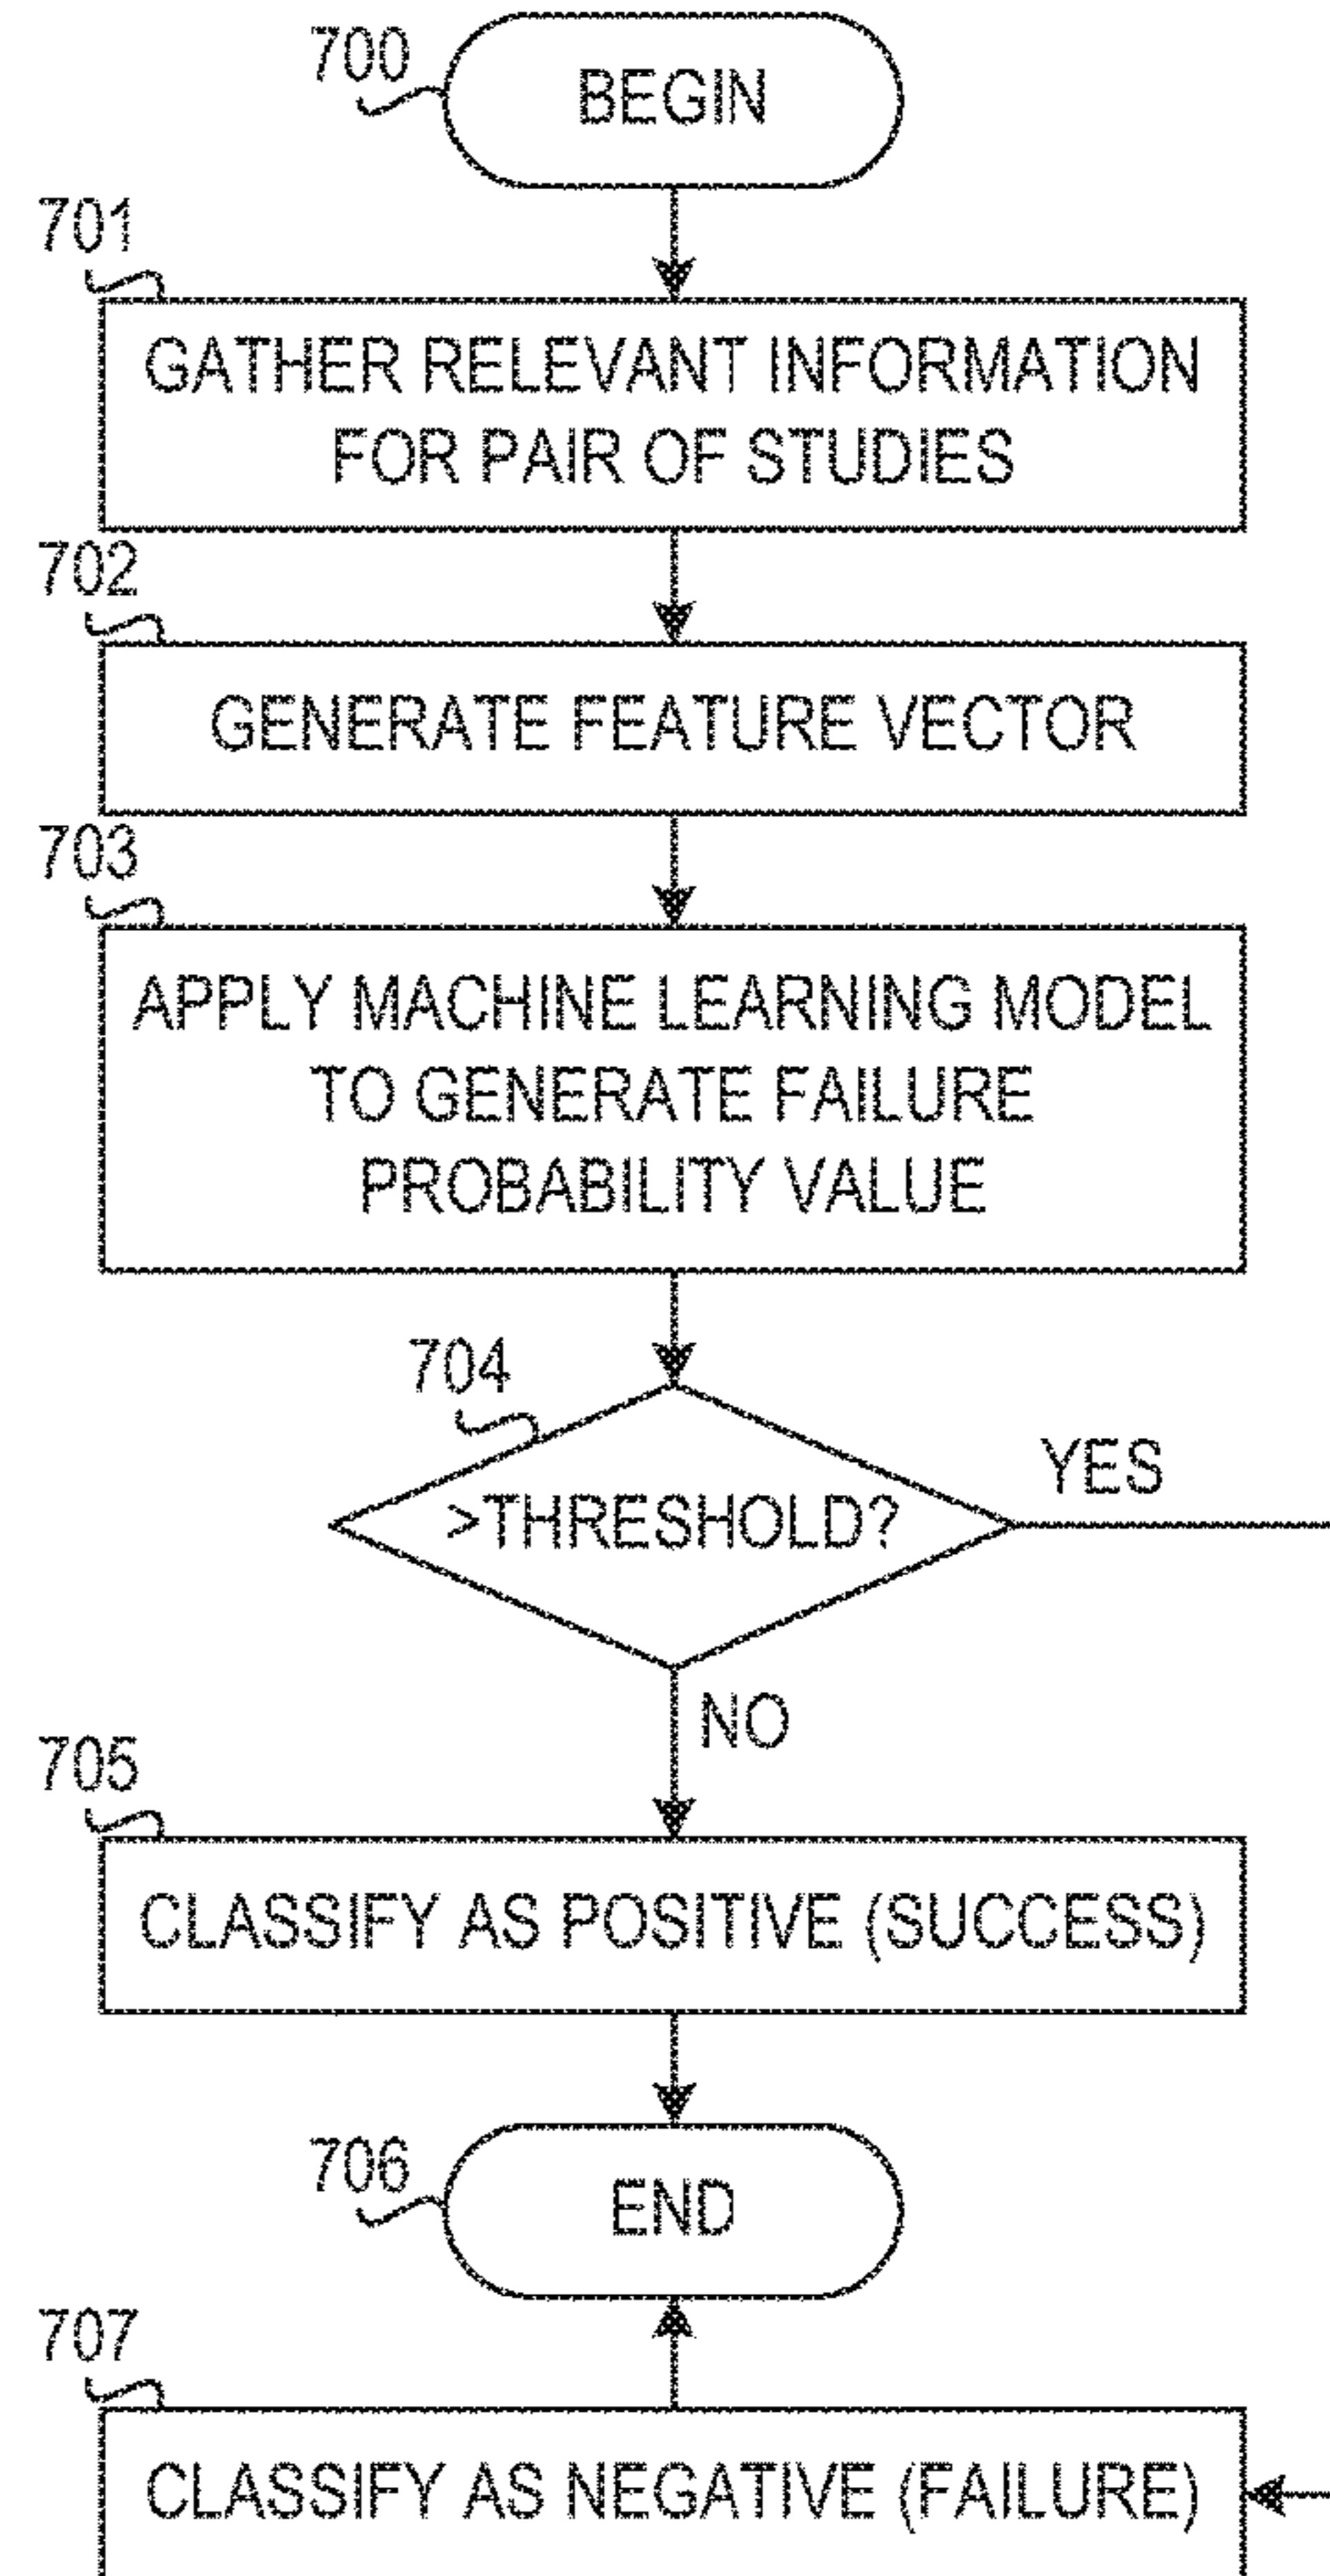 700
BEGIN
701
GATHER RELEVANT INFORMATION
FOR PAIR OF STUDIES
702
GENERATE FEATURE VECTOR
703
APPLY MACHINE LEARNING MODEL
TO GENERATE FAILURE
PROBABILITY VALUE
704
>THRESHOLD?
YES
NO
705
CLASSIFY AS POSITIVE (SUCCESS)
706
END
707
CLASSIFY AS NEGATIVE (FAILURE)